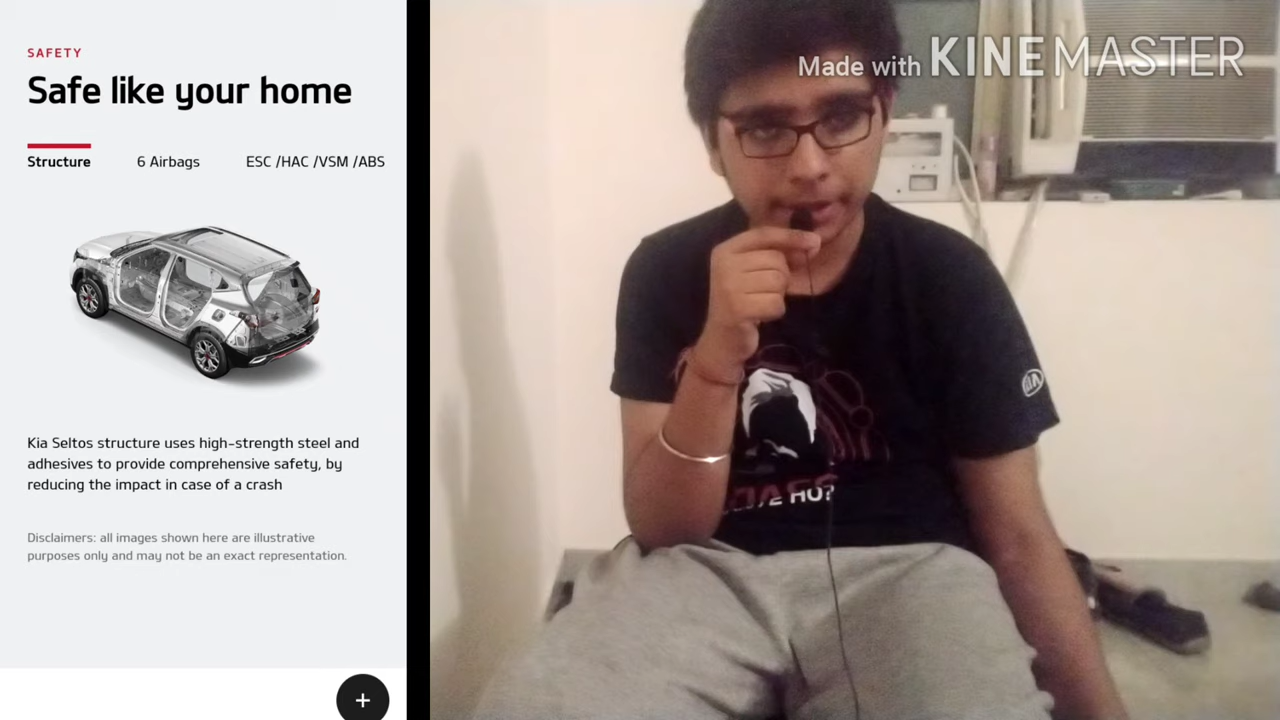 SAFETY
Safe like your home
Structure 6 Airbags ESC /HAC /VSM /ABS
Kia Seltos structure uses high-strength steel and
adhesives to provide comprehensive safety, by
reducing the impact in case of a crash
Disclaimers: all images shown here are illustrative
purposes only and may not be an exact representation.
+
Made with KINEMASTER
KIA
HO?